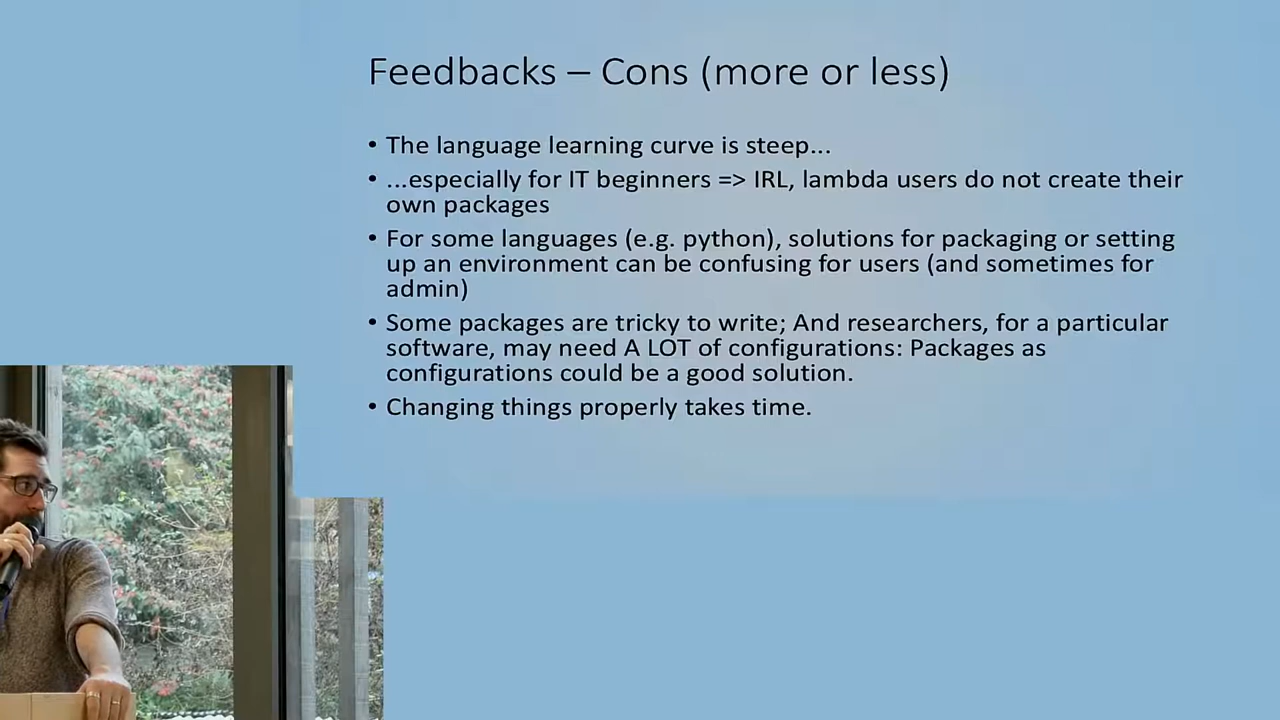 Feedbacks – Cons (more or less)
• The language learning curve is steep...
• ...especially for IT beginners => IRL, lambda users do not create their
own packages
• For some languages (e.g. python), solutions for packaging or setting
up an environment can be confusing for users (and sometimes for
admin)
• Some packages are tricky to write; And researchers, for a particular
software, may need A LOT of configurations: Packages as
configurations could be a good solution.
• Changing things properly takes time.